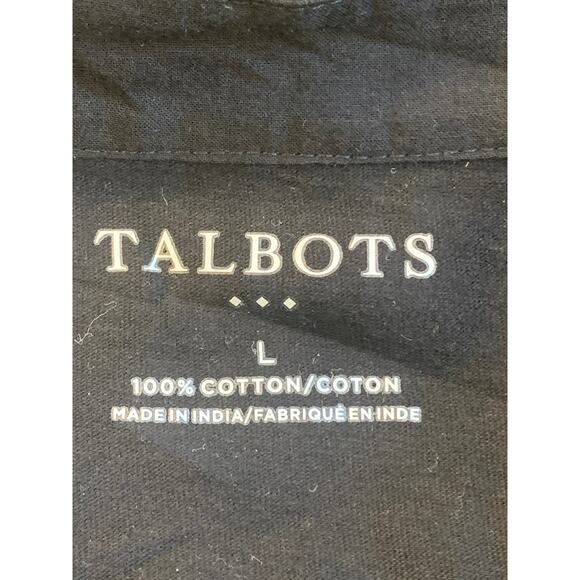 TALBOTS
L
100% COTTON/COTON
MADE IN INDIA/FABRIQUÉ EN INDE